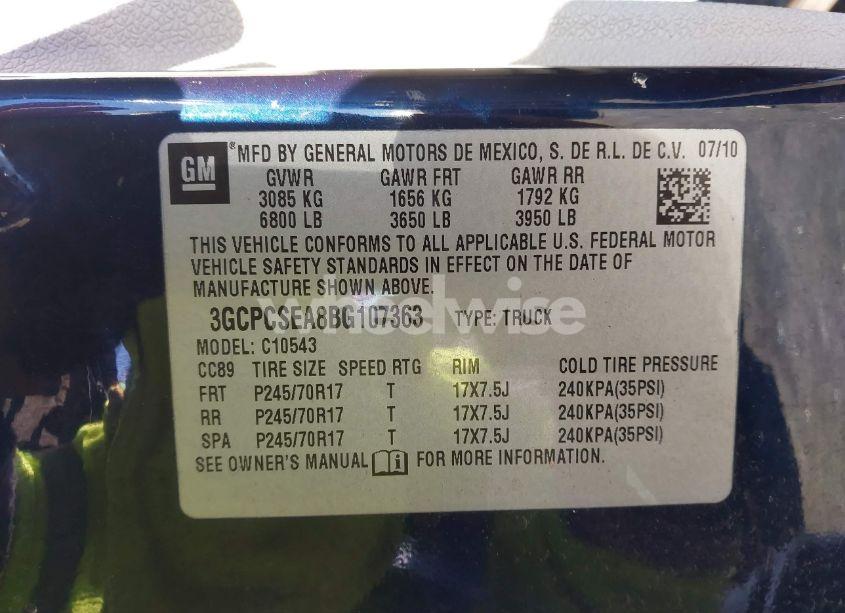 GM ® MFD BY GENERAL MOTORS DE MEXICO, S. DE R.L. DE C.V. 07/10
GVWR GAWR FRT GAWR RR
3085 KG 1656 KG 1792 KG
6800 LB 3650 LB 3950 LB
THIS VEHICLE CONFORMS TO ALL APPLICABLE U.S. FEDERAL MOTOR
VEHICLE SAFETY STANDARDS IN EFFECT ON THE DATE OF
MANUFACTURE SHOWN ABOVE.
3GCPCSEA8BG107363 TYPE: TRUCK
wheelwise
MODEL: C10543
CC89 TIRE SIZE SPEED RTG RIM COLD TIRE PRESSURE
FRT P245/70R17 T 17X7.5J 240KPA(35PSI)
RR P245/70R17 T 17X7.5J 240KPA(35PSI)
SPA P245/70R17 T 17X7.5J 240KPA(35PSI)
SEE OWNER'S MANUAL FOR MORE INFORMATION.